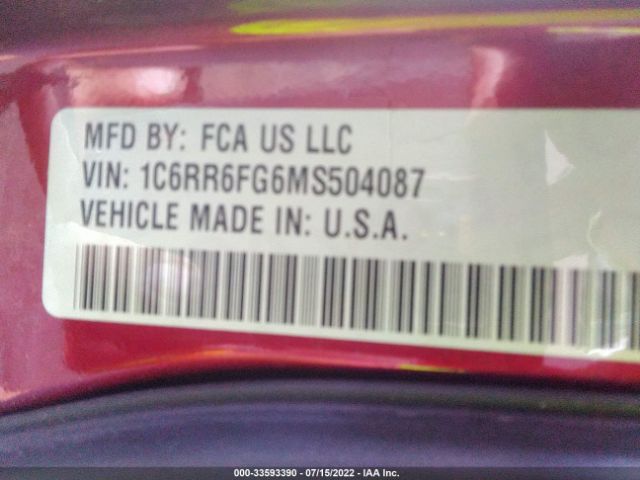 MFD BY: FCA US LLC
VIN: 1C6RR6FG6MS504087
VEHICLE MADE IN: U.S.A.
000-33593390 - 07/15/2022 - IAA Inc.